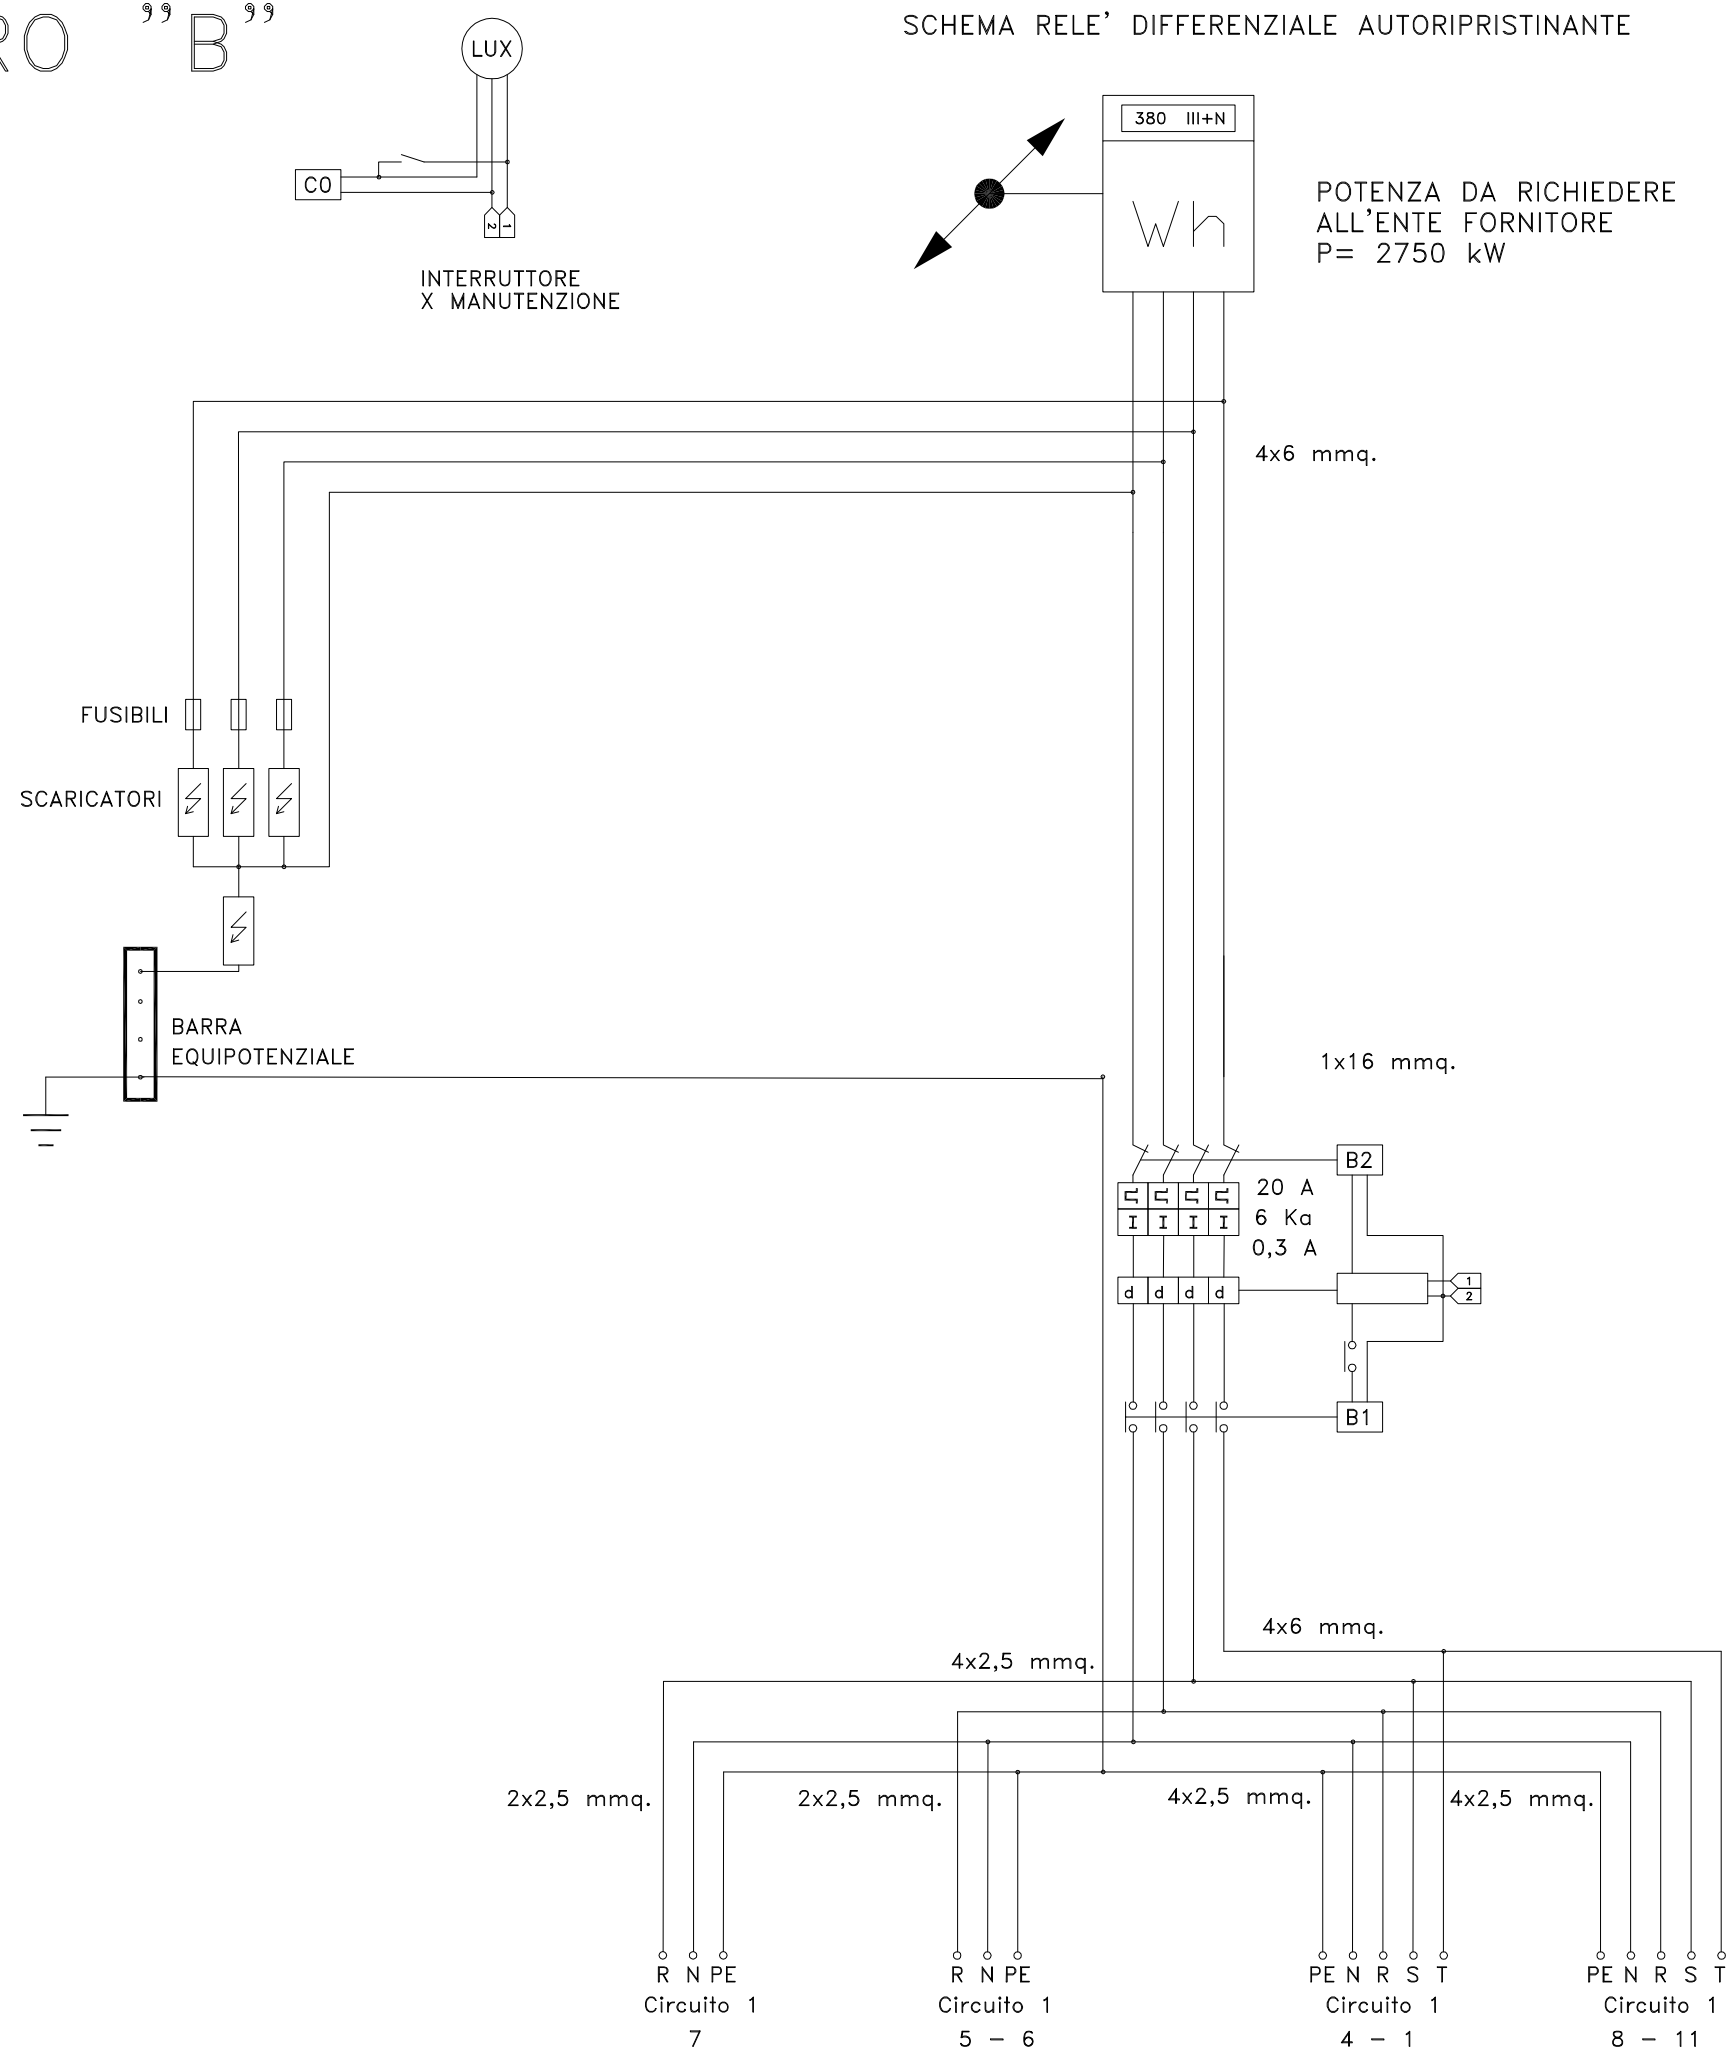 RO "B"
SCHEMA RELE' DIFFERENZIALE AUTORIPRISTINANTE
LUX
CO
2 1
INTERRUTTORE
X MANUTENZIONE
380 III+N
Wh
POTENZA DA RICHIEDERE
ALL'ENTE FORNITORE
P= 2750 kW
4x6 mmq.
FUSIBILI
SCARICATORI
BARRA
EQUIPOTENZIALE
1x16 mmq.
B2
20 A
6 Ka
0,3 A
I I I I
d d d d
1
2
B1
4x6 mmq.
4x2,5 mmq.
2x2,5 mmq.
2x2,5 mmq.
4x2,5 mmq.
4x2,5 mmq.
R N PE
Circuito 1
7
R N PE
Circuito 1
5 - 6
PE N R S T
Circuito 1
4 - 1
PE N R S T
Circuito 1
8 - 11